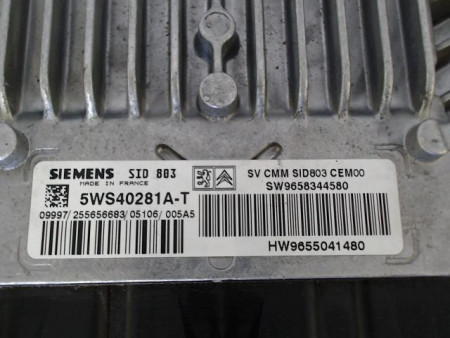 SIEMENS SID 803
MADE IN FRANCE
5WS40281A-T
09997/255656683/05106/005A5
SV CMM SID803 CEM00
SW9658344580
HW9655041480